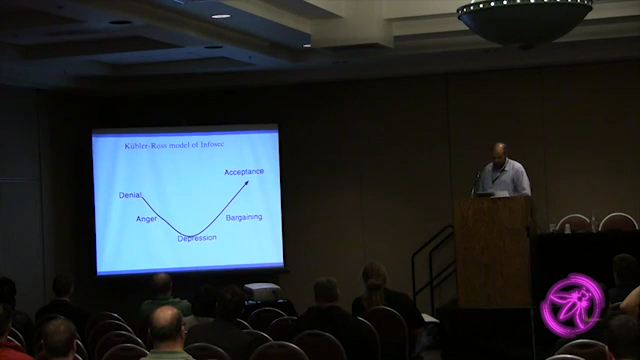 Kübler-Ross model of Infosec
Acceptance
Denial
Anger
Bargaining
Depression